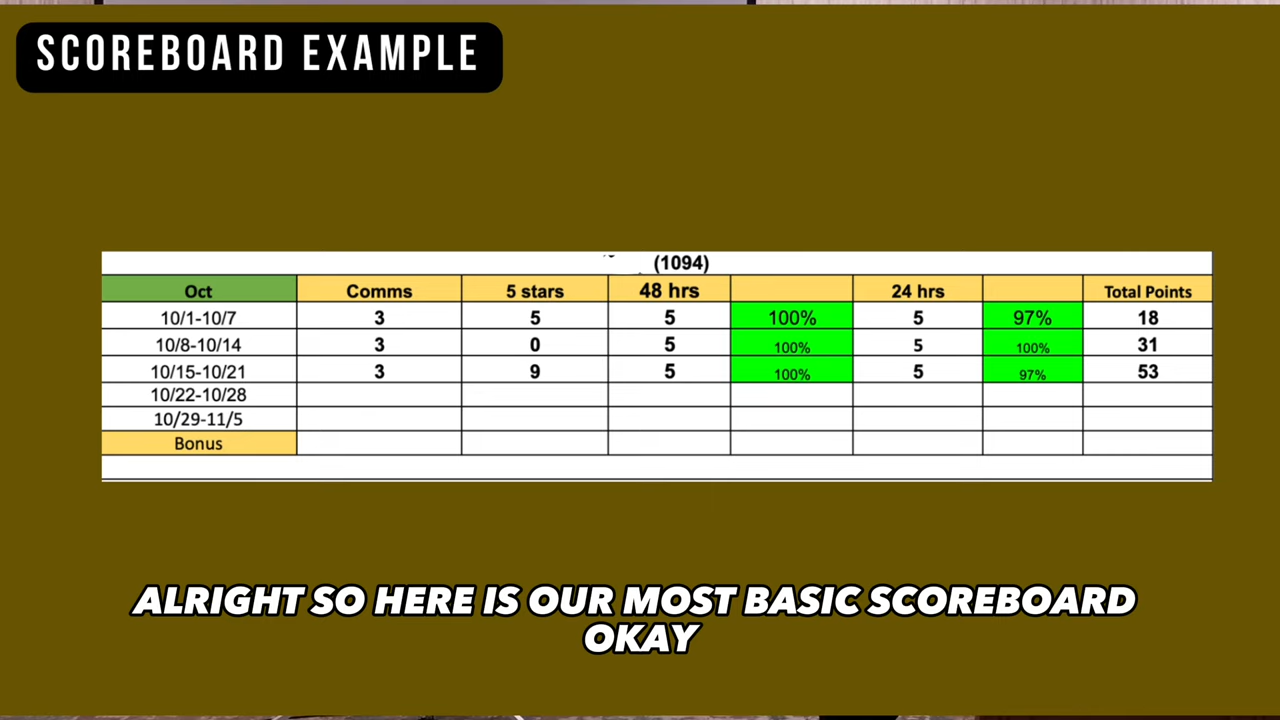 SCOREBOARD EXAMPLE
(1094)
Oct Comms 5 stars 48 hrs 24 hrs Total Points
10/1-10/7 3 5 5 100% 5 97% 18
10/8-10/14 3 0 5 100% 5 100% 31
10/15-10/21 3 9 5 100% 5 97% 53
10/22-10/28
10/29-11/5
Bonus
ALRIGHT SO HERE IS OUR MOST BASIC SCOREBOARD
OKAY